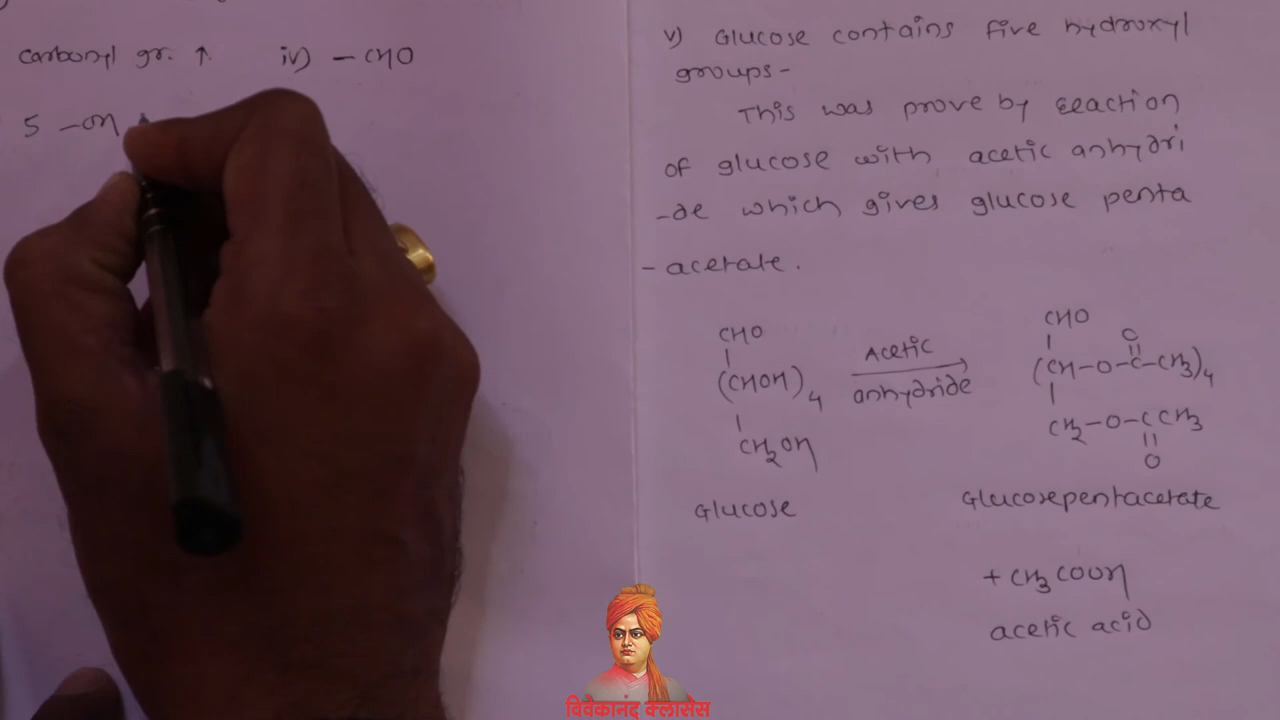 carbonyl gr. ↑ iv) - CHO
5 -OH
v) Glucose contains five hydroxyl
groups -
This was prove by reaction
of glucose with acetic anhydri
-de which gives glucose penta
- acetate.
CHO
|
(CHOH)4
|
CH2OH
Glucose
Acetic
anhydride
CHO
|
O
||
(CH-O-C-CH3)4
|
CH2-O-C CH3
||
O
Glucosepentacetate
+ CH3COOH
acetic acid
विवेकानंद क्लासेस